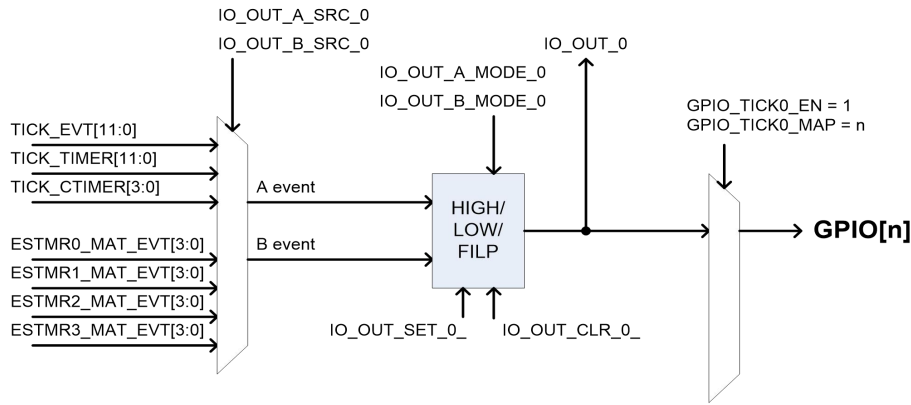 IO_OUT_A_SRC_0
IO_OUT_B_SRC_0
IO_OUT_0
IO_OUT_A_MODE_0
IO_OUT_B_MODE_0
GPIO_TICK0_EN = 1
GPIO_TICK0_MAP = n
TICK_EVT[11:0]
TICK_TIMER[11:0]
TICK_CTIMER[3:0]
A event
HIGH/
LOW/
FILP
GPIO[n]
B event
ESTMR0_MAT_EVT[3:0]
ESTMR1_MAT_EVT[3:0]
ESTMR2_MAT_EVT[3:0]
ESTMR3_MAT_EVT[3:0]
IO_OUT_SET_0_
IO_OUT_CLR_0_